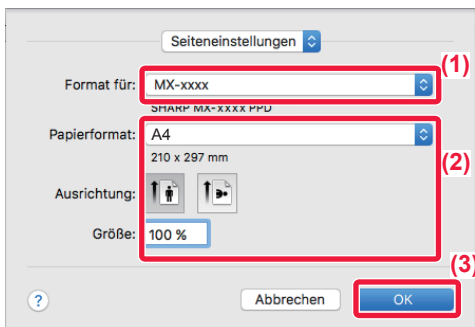 Seiteneinstellungen
(1)
Format für: MX-xxxx
SHARP MX-xxxx PPD
Papierformat: A4
210 x 297 mm
(2)
Ausrichtung:
Größe: 100 %
(3)
? Abbrechen OK